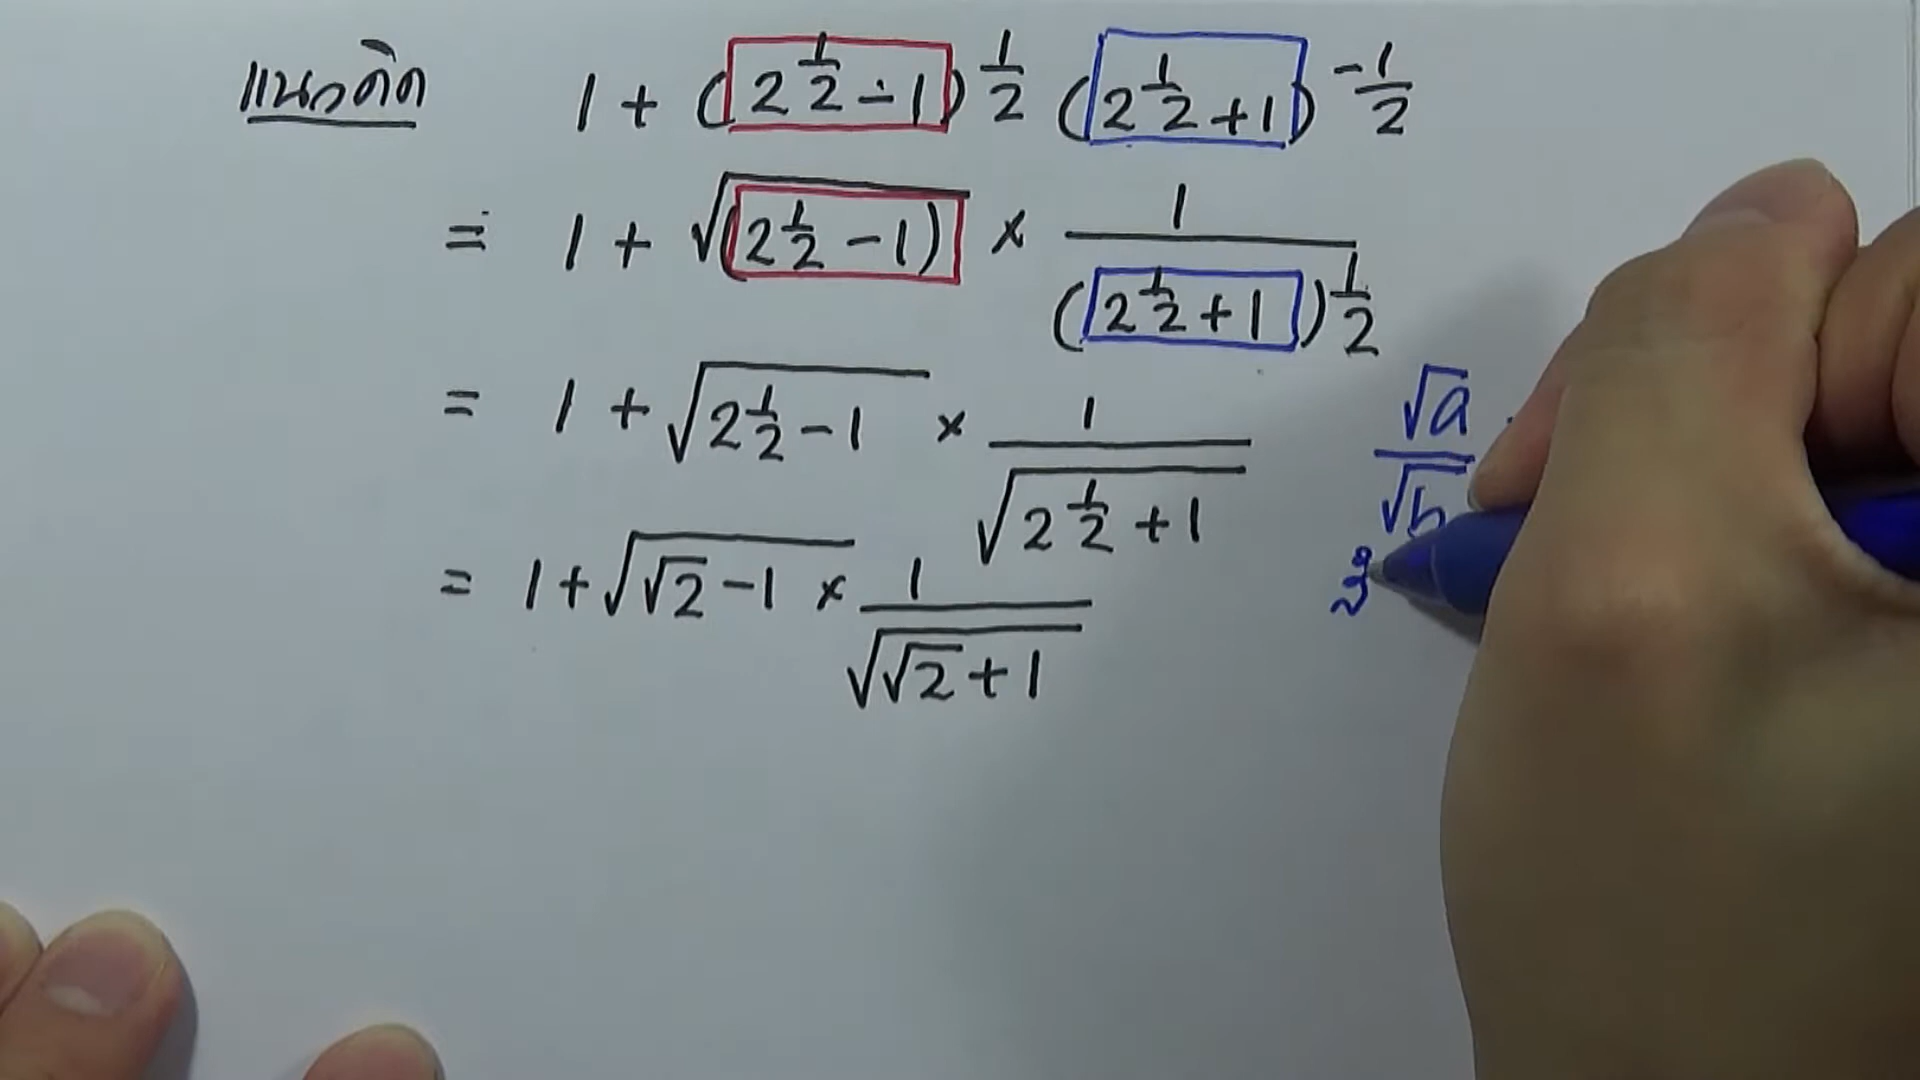 แนวคิด 1 + (2^{1/2} - 1)^{1/2} (2^{1/2} + 1)^{-1/2}
= 1 + √(2^{1/2} - 1) × 1/(2^{1/2} + 1)^{1/2}
= 1 + √(2^{1/2} - 1) × 1/√(2^{1/2} + 1)
= 1 + √(√2 - 1) × 1/√(√2 + 1)
√a/√b